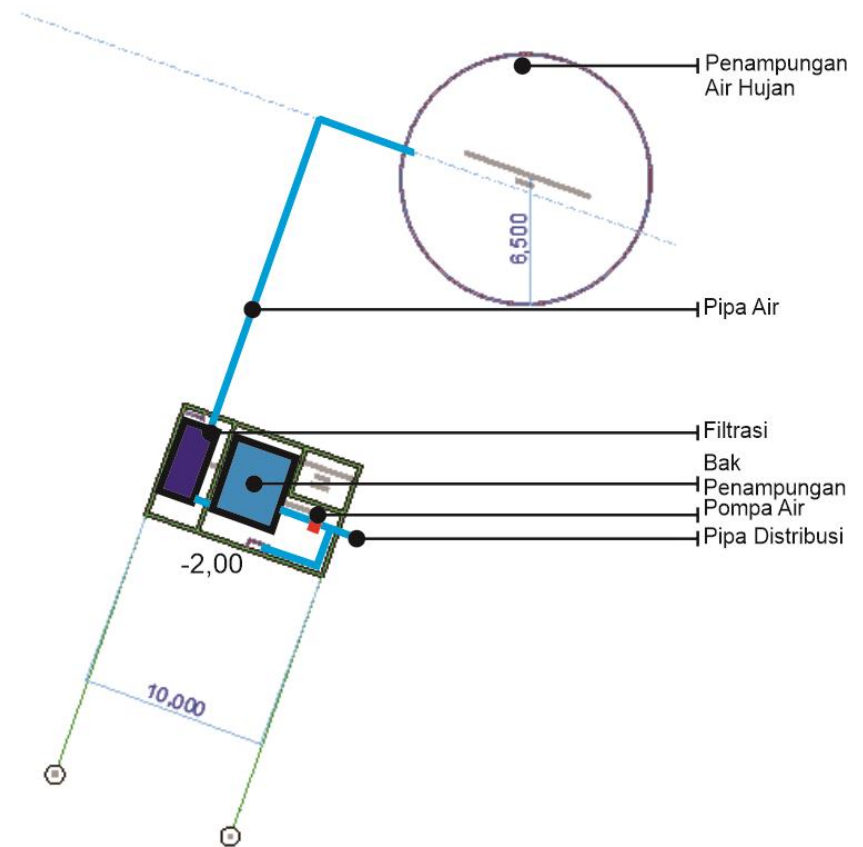 Penampungan
Air Hujan
6,500
Pipa Air
Filtrasi
Bak
Penampungan
Pompa Air
Pipa Distribusi
-2,00
10,000